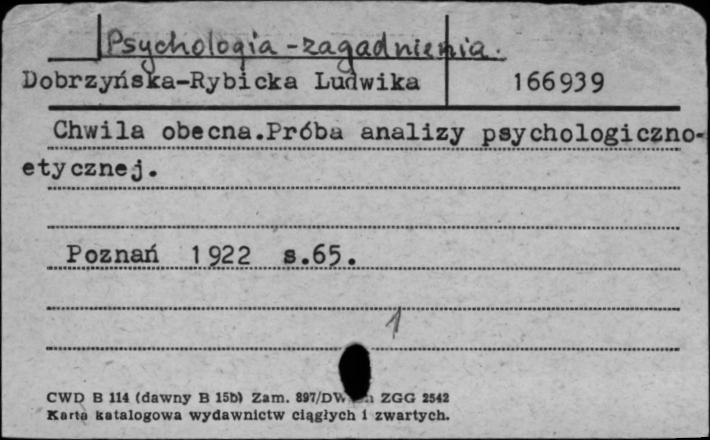 Psychologia - zagadnienia.
Dobrzyńska-Rybicka Ludwika 166939
Chwila obecna.Próba analizy psychologiczno-
etycznej.
Poznań 1922 s.65.
1
CWD B 114 (dawny B 15b) Zam. 897/DW ZGG 2542
Karta katalogowa wydawnictw ciągłych i zwartych.